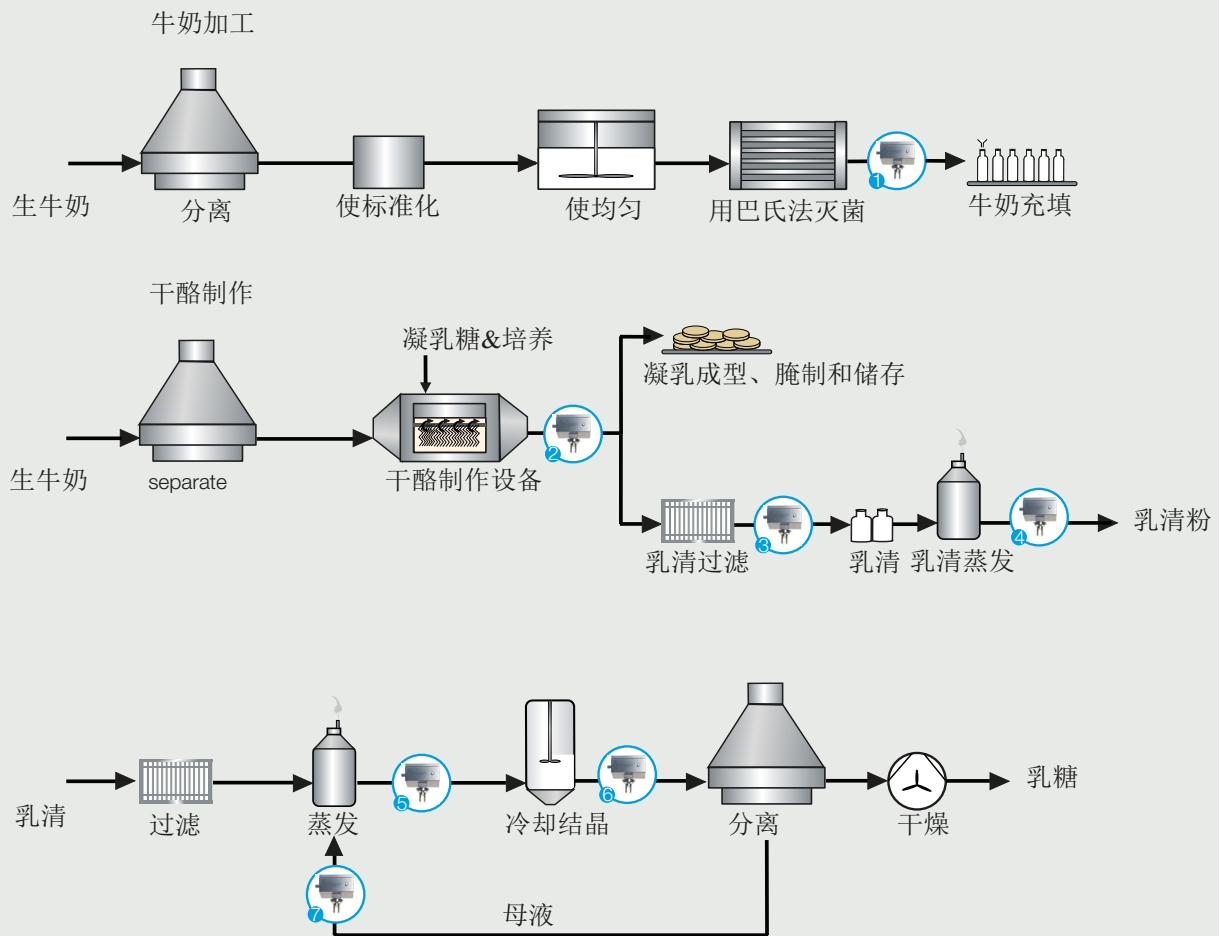 牛奶加工
生牛奶
分离
使标准化
使均匀
用巴氏法灭菌
1
牛奶充填
干酪制作
凝乳糖&培养
凝乳成型、腌制和储存
生牛奶
separate
干酪制作设备
2
乳清过滤
3
乳清
乳清蒸发
4
乳清粉
乳清
过滤
蒸发
5
冷却结晶
6
分离
干燥
乳糖
7
母液